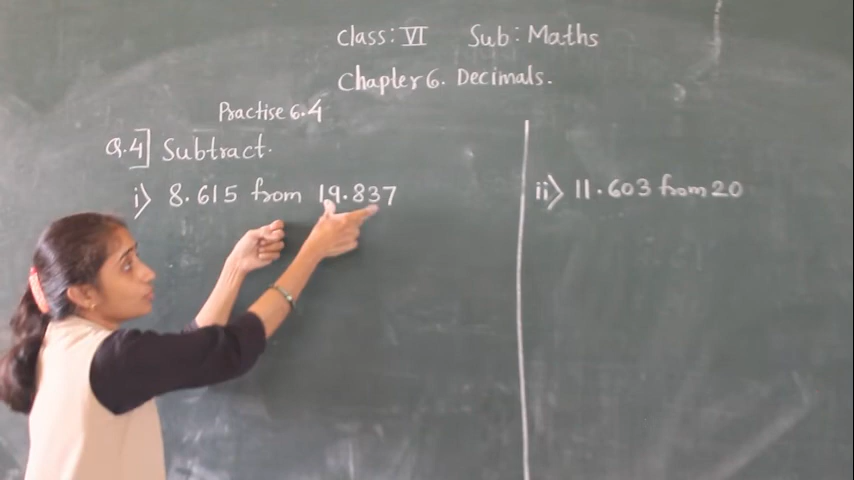 Class: VI Sub: Maths
Chapter 6. Decimals.
Practise 6.4
Q.4] Subtract.
i) 8.615 from 19.837
ii) 11.603 from 20